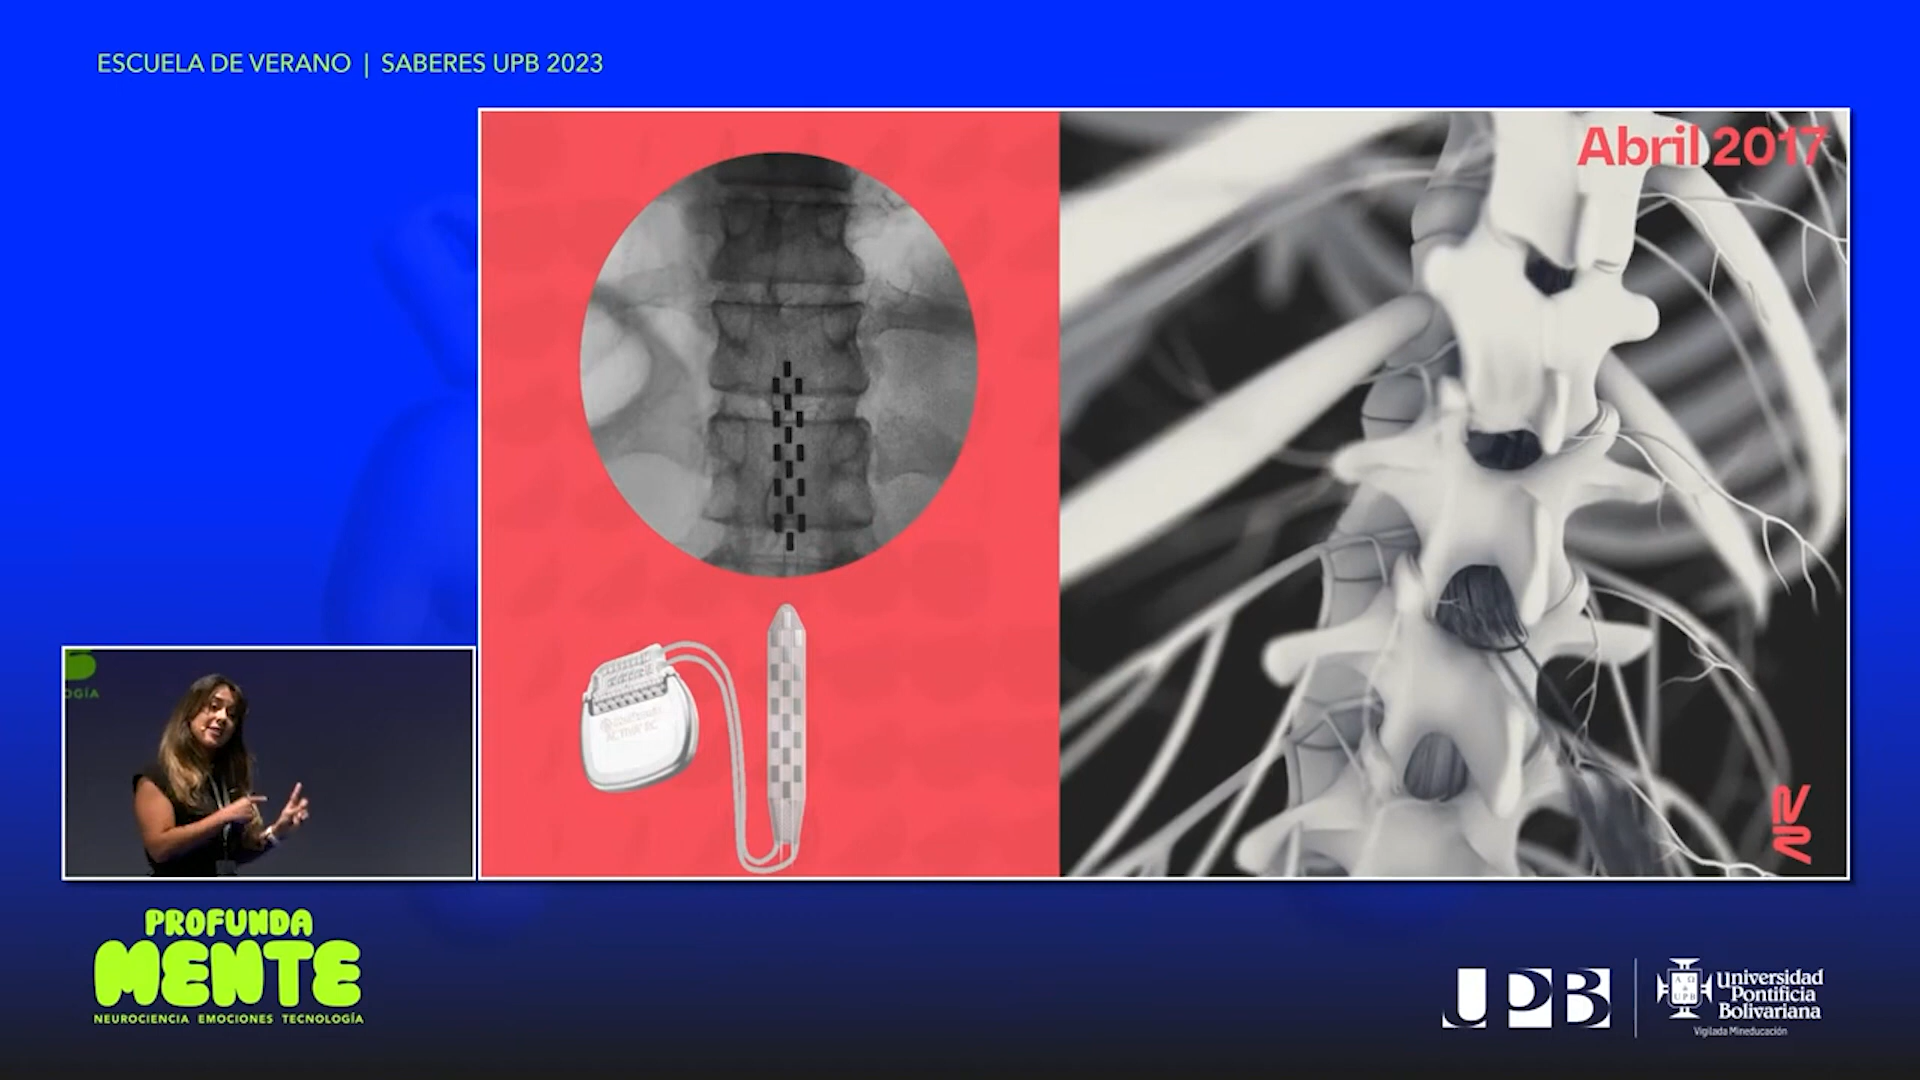 ESCUELA DE VERANO | SABERES UPB 2023
Abril 2017
OGÍA
PROFUNDA
MENTE
NEUROCIENCIA EMOCIONES TECNOLOGÍA
UPB
Universidad
Pontificia
Bolivariana
Vigilada Mineducación